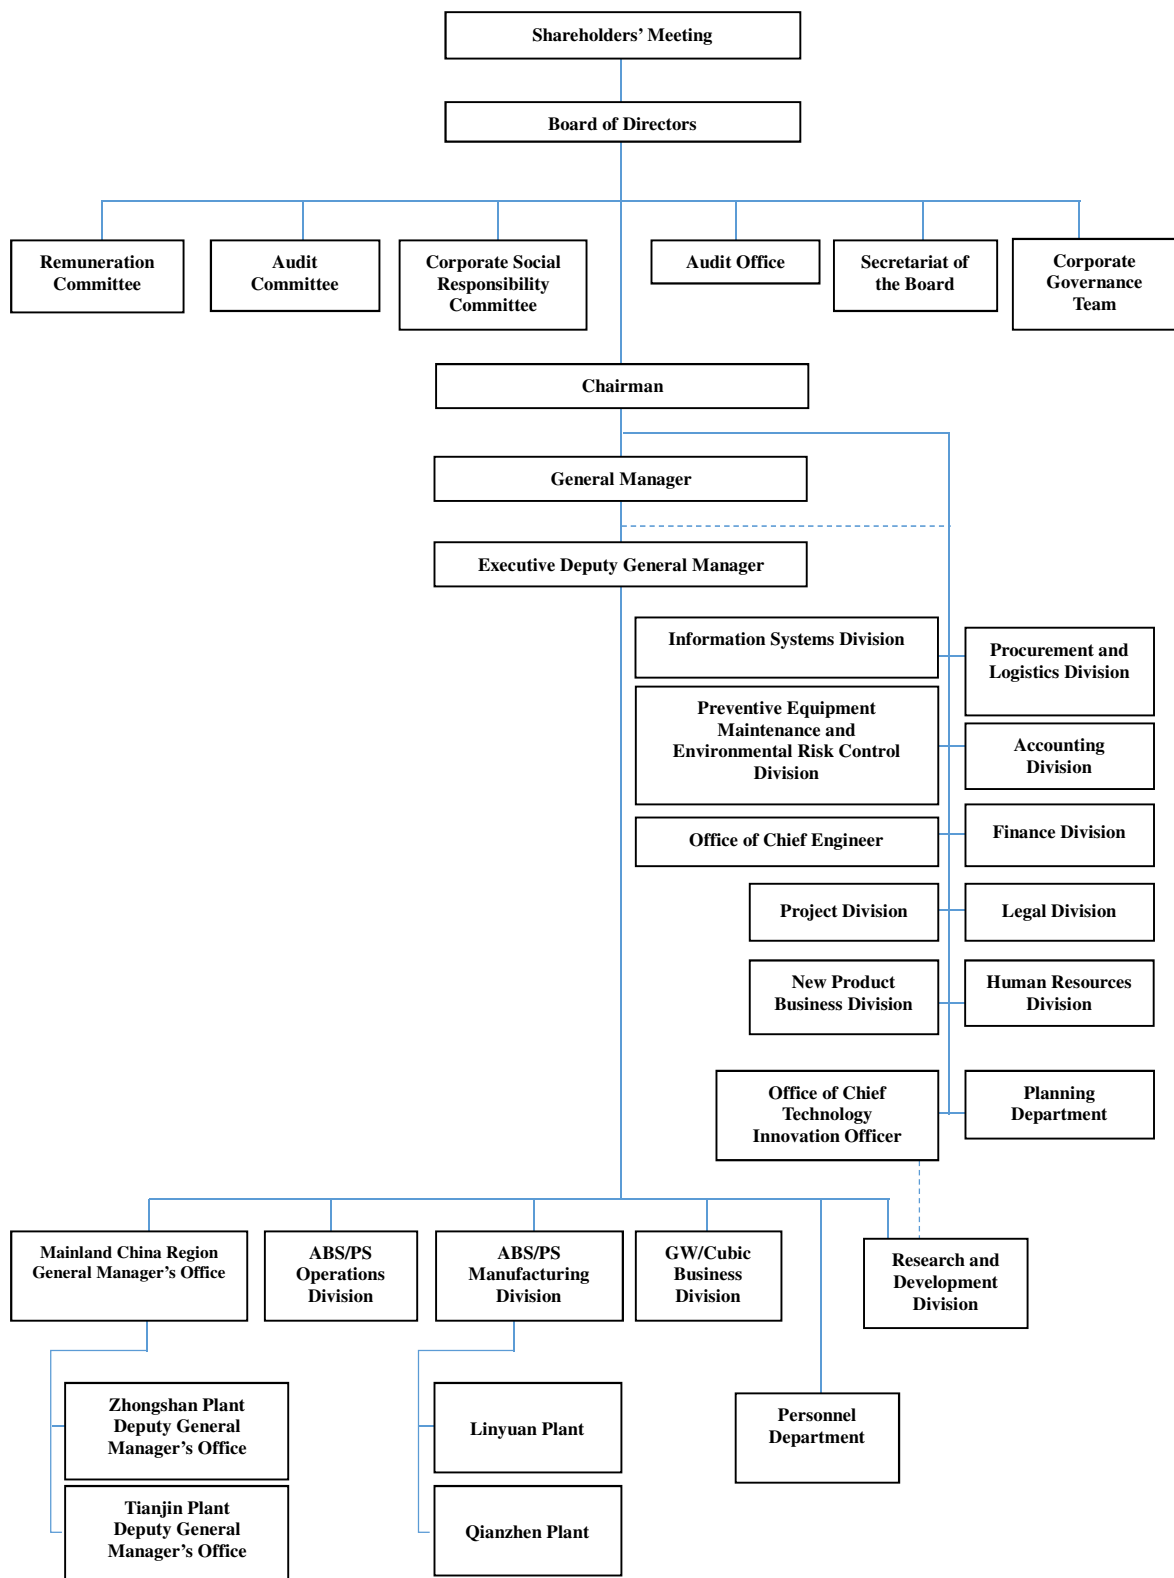 Shareholders’ Meeting
Board of Directors
Remuneration
Committee
Audit
Committee
Corporate Social
Responsibility
Committee
Audit Office
Secretariat of
the Board
Corporate
Governance
Team
Chairman
General Manager
Executive Deputy General Manager
Information Systems Division
Procurement and
Logistics Division
Preventive Equipment
Maintenance and
Environmental Risk Control
Division
Accounting
Division
Office of Chief Engineer
Finance Division
Project Division
Legal Division
New Product
Business Division
Human Resources
Division
Office of Chief
Technology
Innovation Officer
Planning
Department
Mainland China Region
General Manager’s Office
ABS/PS
Operations
Division
ABS/PS
Manufacturing
Division
GW/Cubic
Business
Division
Research and
Development
Division
Zhongshan Plant
Deputy General
Manager’s Office
Linyuan Plant
Personnel
Department
Tianjin Plant
Deputy General
Manager’s Office
Qianzhen Plant